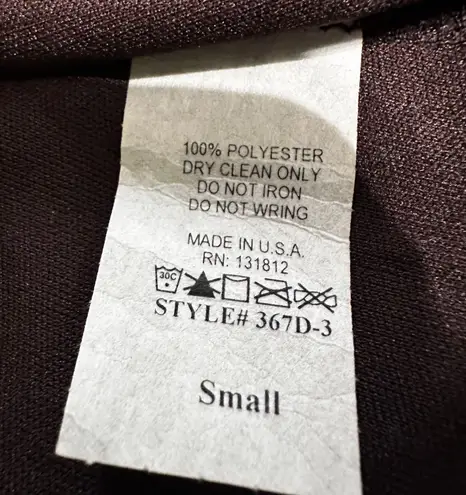 100% POLYESTER
DRY CLEAN ONLY
DO NOT IRON
DO NOT WRING
MADE IN U.S.A.
RN: 131812
30C
STYLE# 367D-3
Small